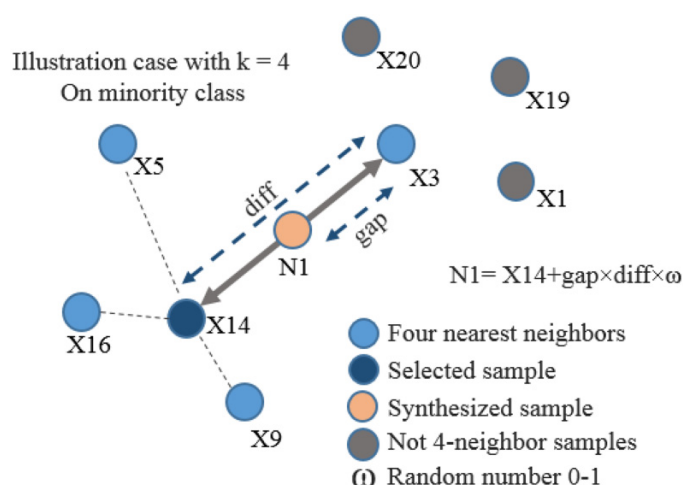 Illustration case with k = 4
On minority class
X20
X19
X5
X3
X1
diff
gap
N1
N1= X14+gap×diff×ω
X14
X16
X9
Four nearest neighbors
Selected sample
Synthesized sample
Not 4-neighbor samples
ω Random number 0-1